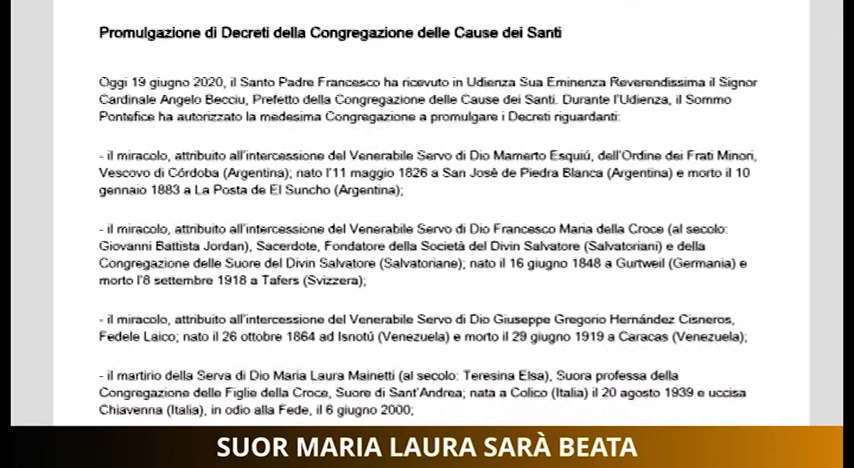 Promulgazione di Decreti della Congregazione delle Cause dei Santi
Oggi 19 giugno 2020, il Santo Padre Francesco ha ricevuto in Udienza Sua Eminenza Reverendissima il Signor
Cardinale Angelo Becciu, Prefetto della Congregazione delle Cause dei Santi. Durante l'Udienza, il Sommo
Pontefice ha autorizzato la medesima Congregazione a promulgare i Decreti riguardanti:
- il miracolo, attribuito all'intercessione del Venerabile Servo di Dio Mamerto Esquiú, dell'Ordine dei Frati Minori,
Vescovo di Córdoba (Argentina); nato l'11 maggio 1826 a San Josè de Piedra Blanca (Argentina) e morto il 10
gennaio 1883 a La Posta de El Suncho (Argentina);
- il miracolo, attribuito all'intercessione del Venerabile Servo di Dio Francesco Maria della Croce (al secolo:
Giovanni Battista Jordan), Sacerdote, Fondatore della Società del Divin Salvatore (Salvatoriani) e della
Congregazione delle Suore del Divin Salvatore (Salvatoriane); nato il 16 giugno 1848 a Gurtweil (Germania) e
morto l'8 settembre 1918 a Tafers (Svizzera);
- il miracolo, attribuito all'intercessione del Venerabile Servo di Dio Giuseppe Gregorio Hernández Cisneros,
Fedele Laico; nato il 26 ottobre 1864 ad Isnotú (Venezuela) e morto il 29 giugno 1919 a Caracas (Venezuela);
- il martirio della Serva di Dio Maria Laura Mainetti (al secolo: Teresina Elsa), Suora professa della
Congregazione delle Figlie della Croce, Suore di Sant'Andrea; nata a Colico (Italia) il 20 agosto 1939 e uccisa
Chiavenna (Italia), in odio alla Fede, il 6 giugno 2000;
SUOR MARIA LAURA SARÀ BEATA